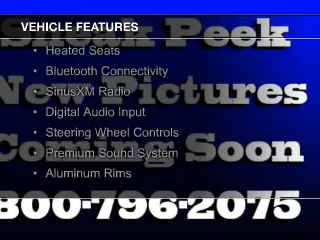 VEHICLE FEATURES
Sneak Peek
• Heated Seats
• Bluetooth Connectivity
• SiriusXM Radio
New Pictures
• Digital Audio Input
• Steering Wheel Controls
Coming Soon
• Premium Sound System
• Aluminum Rims
800-796-2075